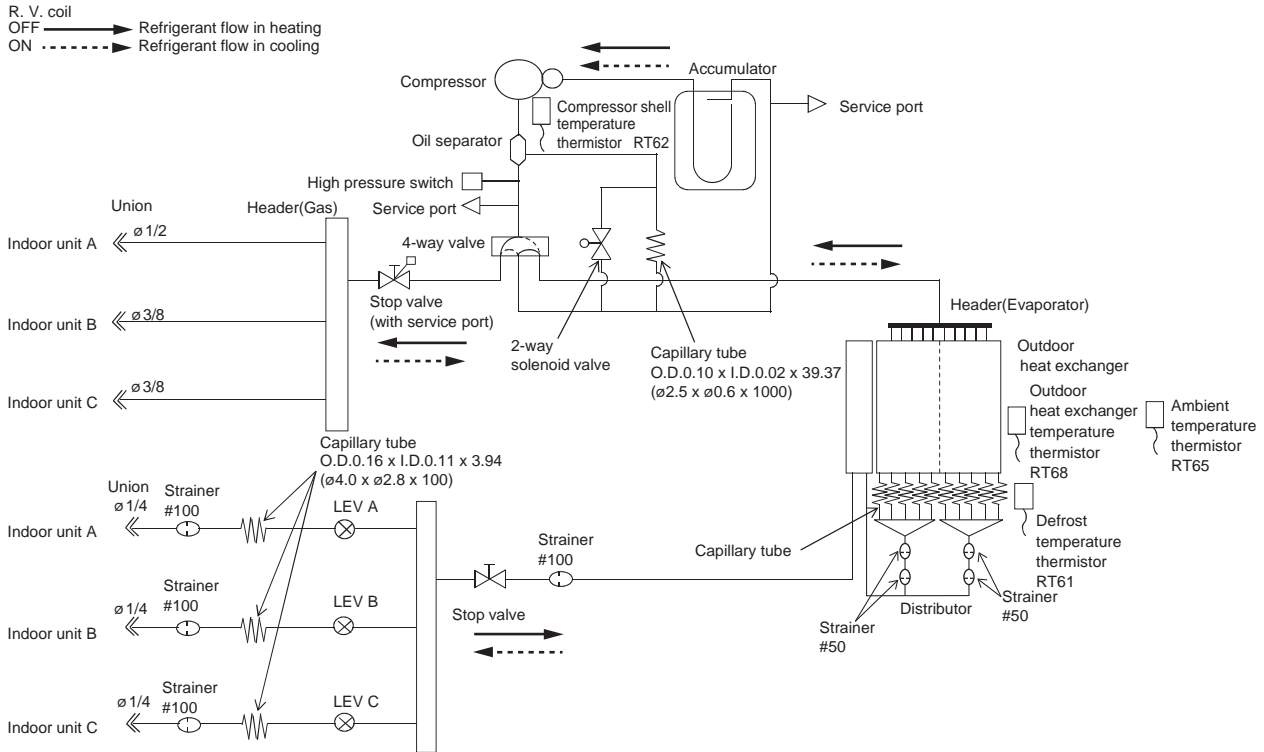 R. V. coil
OFF Refrigerant flow in heating
ON Refrigerant flow in cooling
Compressor
Accumulator
Service port
Compressor shell
temperature
thermistor RT62
Oil separator
High pressure switch
Service port
4-way valve
Union
Header(Gas)
Indoor unit A
ø 1/2
Indoor unit B
ø 3/8
Indoor unit C
ø 3/8
Stop valve
(with service port)
2-way
solenoid valve
Capillary tube
O.D.0.10 x I.D.0.02 x 39.37
(ø2.5 x ø0.6 x 1000)
Header(Evaporator)
Outdoor
heat exchanger
Outdoor
heat exchanger
temperature
thermistor
RT68
Ambient
temperature
thermistor
RT65
Capillary tube
O.D.0.16 x I.D.0.11 x 3.94
(ø4.0 x ø2.8 x 100)
Union
ø 1/4
Strainer
#100
LEV A
Indoor unit A
Strainer
#100
Capillary tube
Defrost
temperature
thermistor
RT61
ø 1/4
Strainer
#100
LEV B
Indoor unit B
Stop valve
Distributor
Strainer
#50
Strainer
#50
ø 1/4
Strainer
#100
LEV C
Indoor unit C